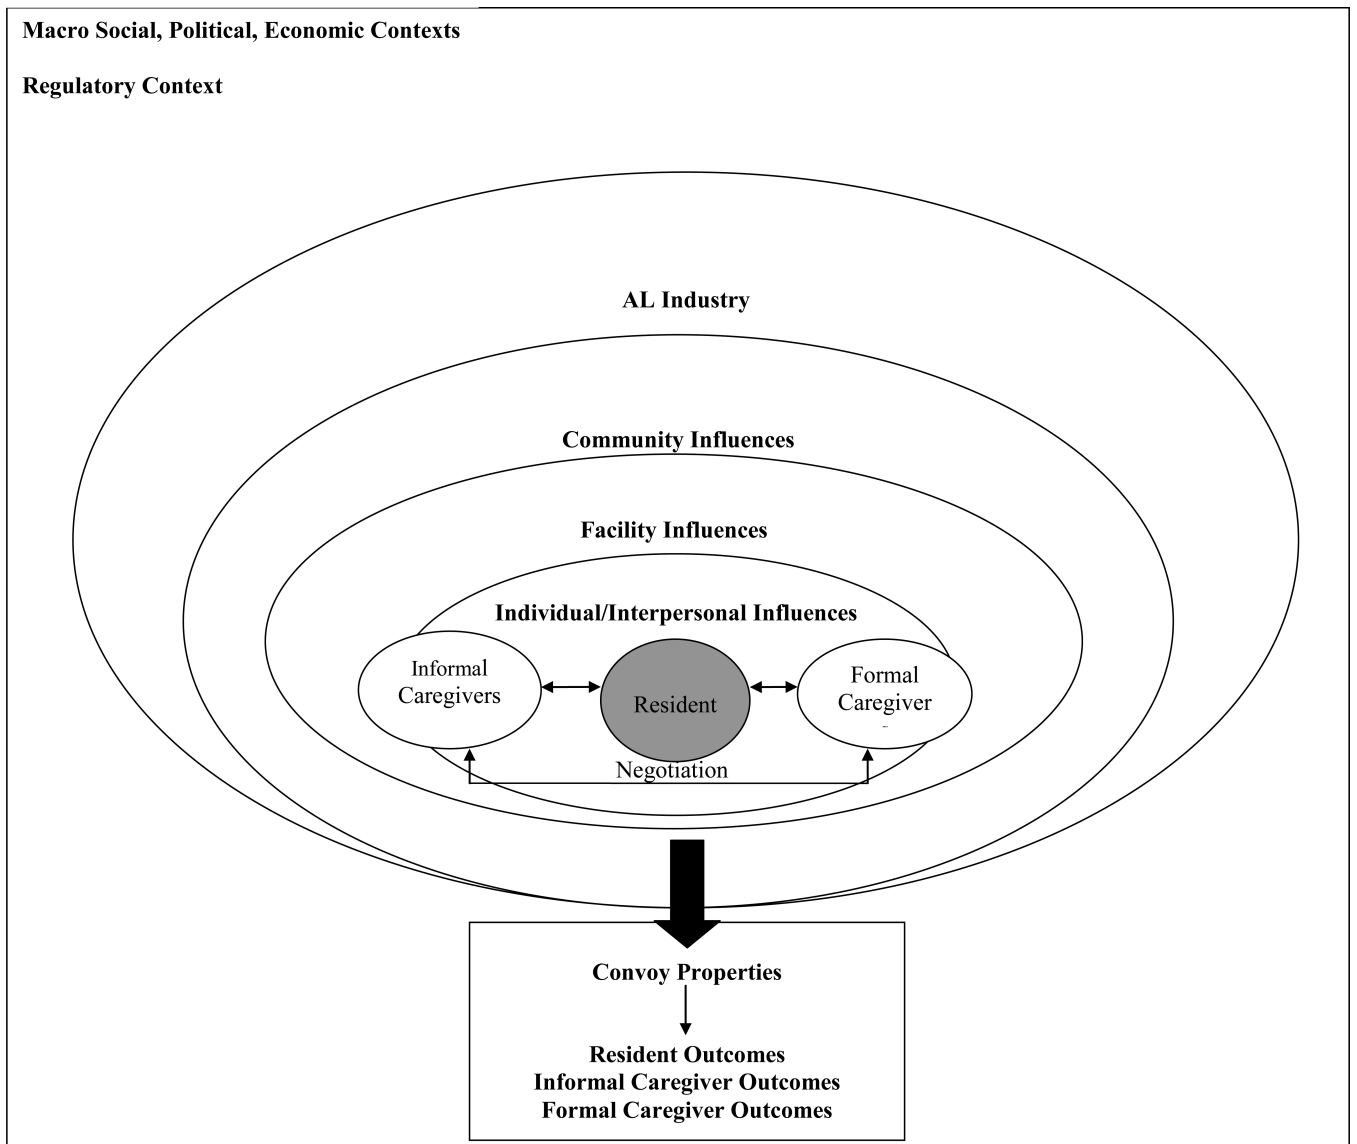 Macro Social, Political, Economic Contexts
Regulatory Context
AL Industry
Community Influences
Facility Influences
Individual/Interpersonal Influences
Informal
Caregivers
Resident
Formal
Caregiver
Negotiation
Convoy Properties
Resident Outcomes
Informal Caregiver Outcomes
Formal Caregiver Outcomes